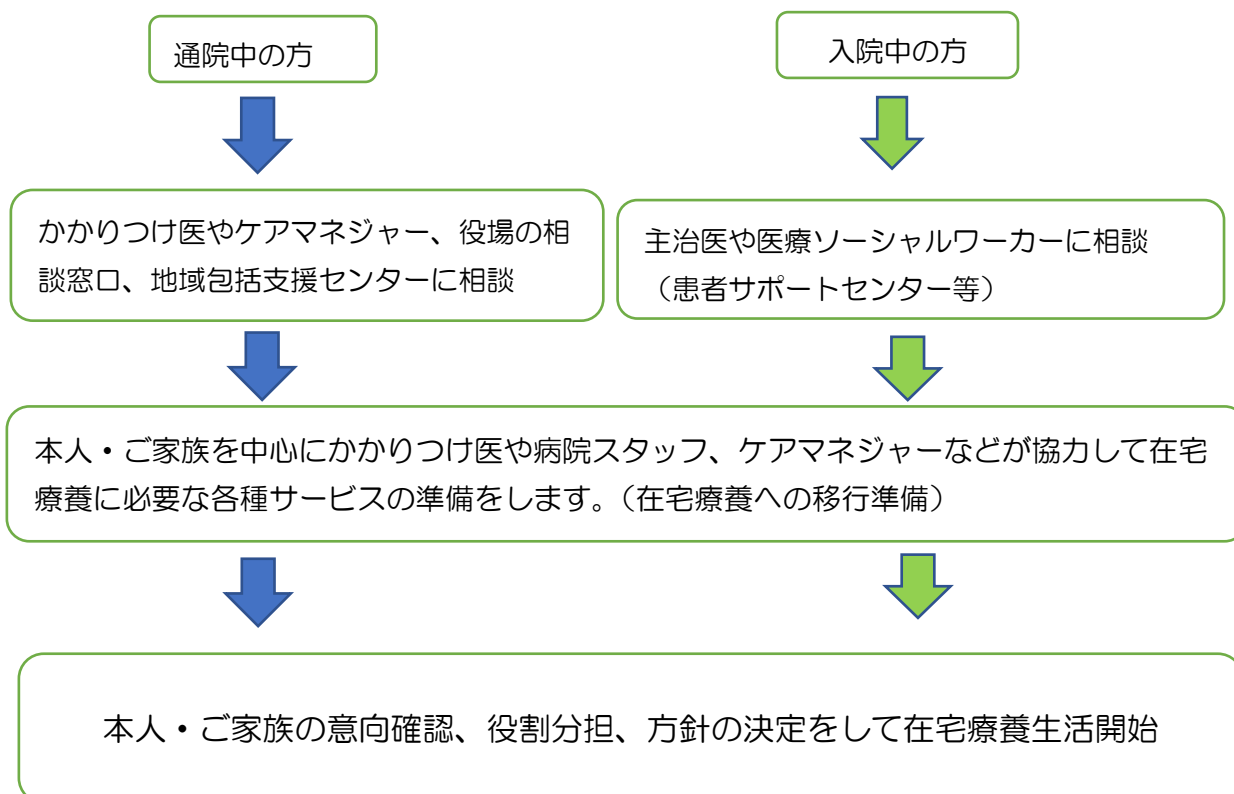 通院中の方
入院中の方
かかりつけ医やケアマネジャー、役場の相
談窓口、地域包括支援センターに相談
主治医や医療ソーシャルワーカーに相談
（患者サポートセンター等）
本人・ご家族を中心にかかりつけ医や病院スタッフ、ケアマネジャーなどが協力して在宅
療養に必要な各種サービスの準備をします。（在宅療養への移行準備）
本人・ご家族の意向確認、役割分担、方針の決定をして在宅療養生活開始